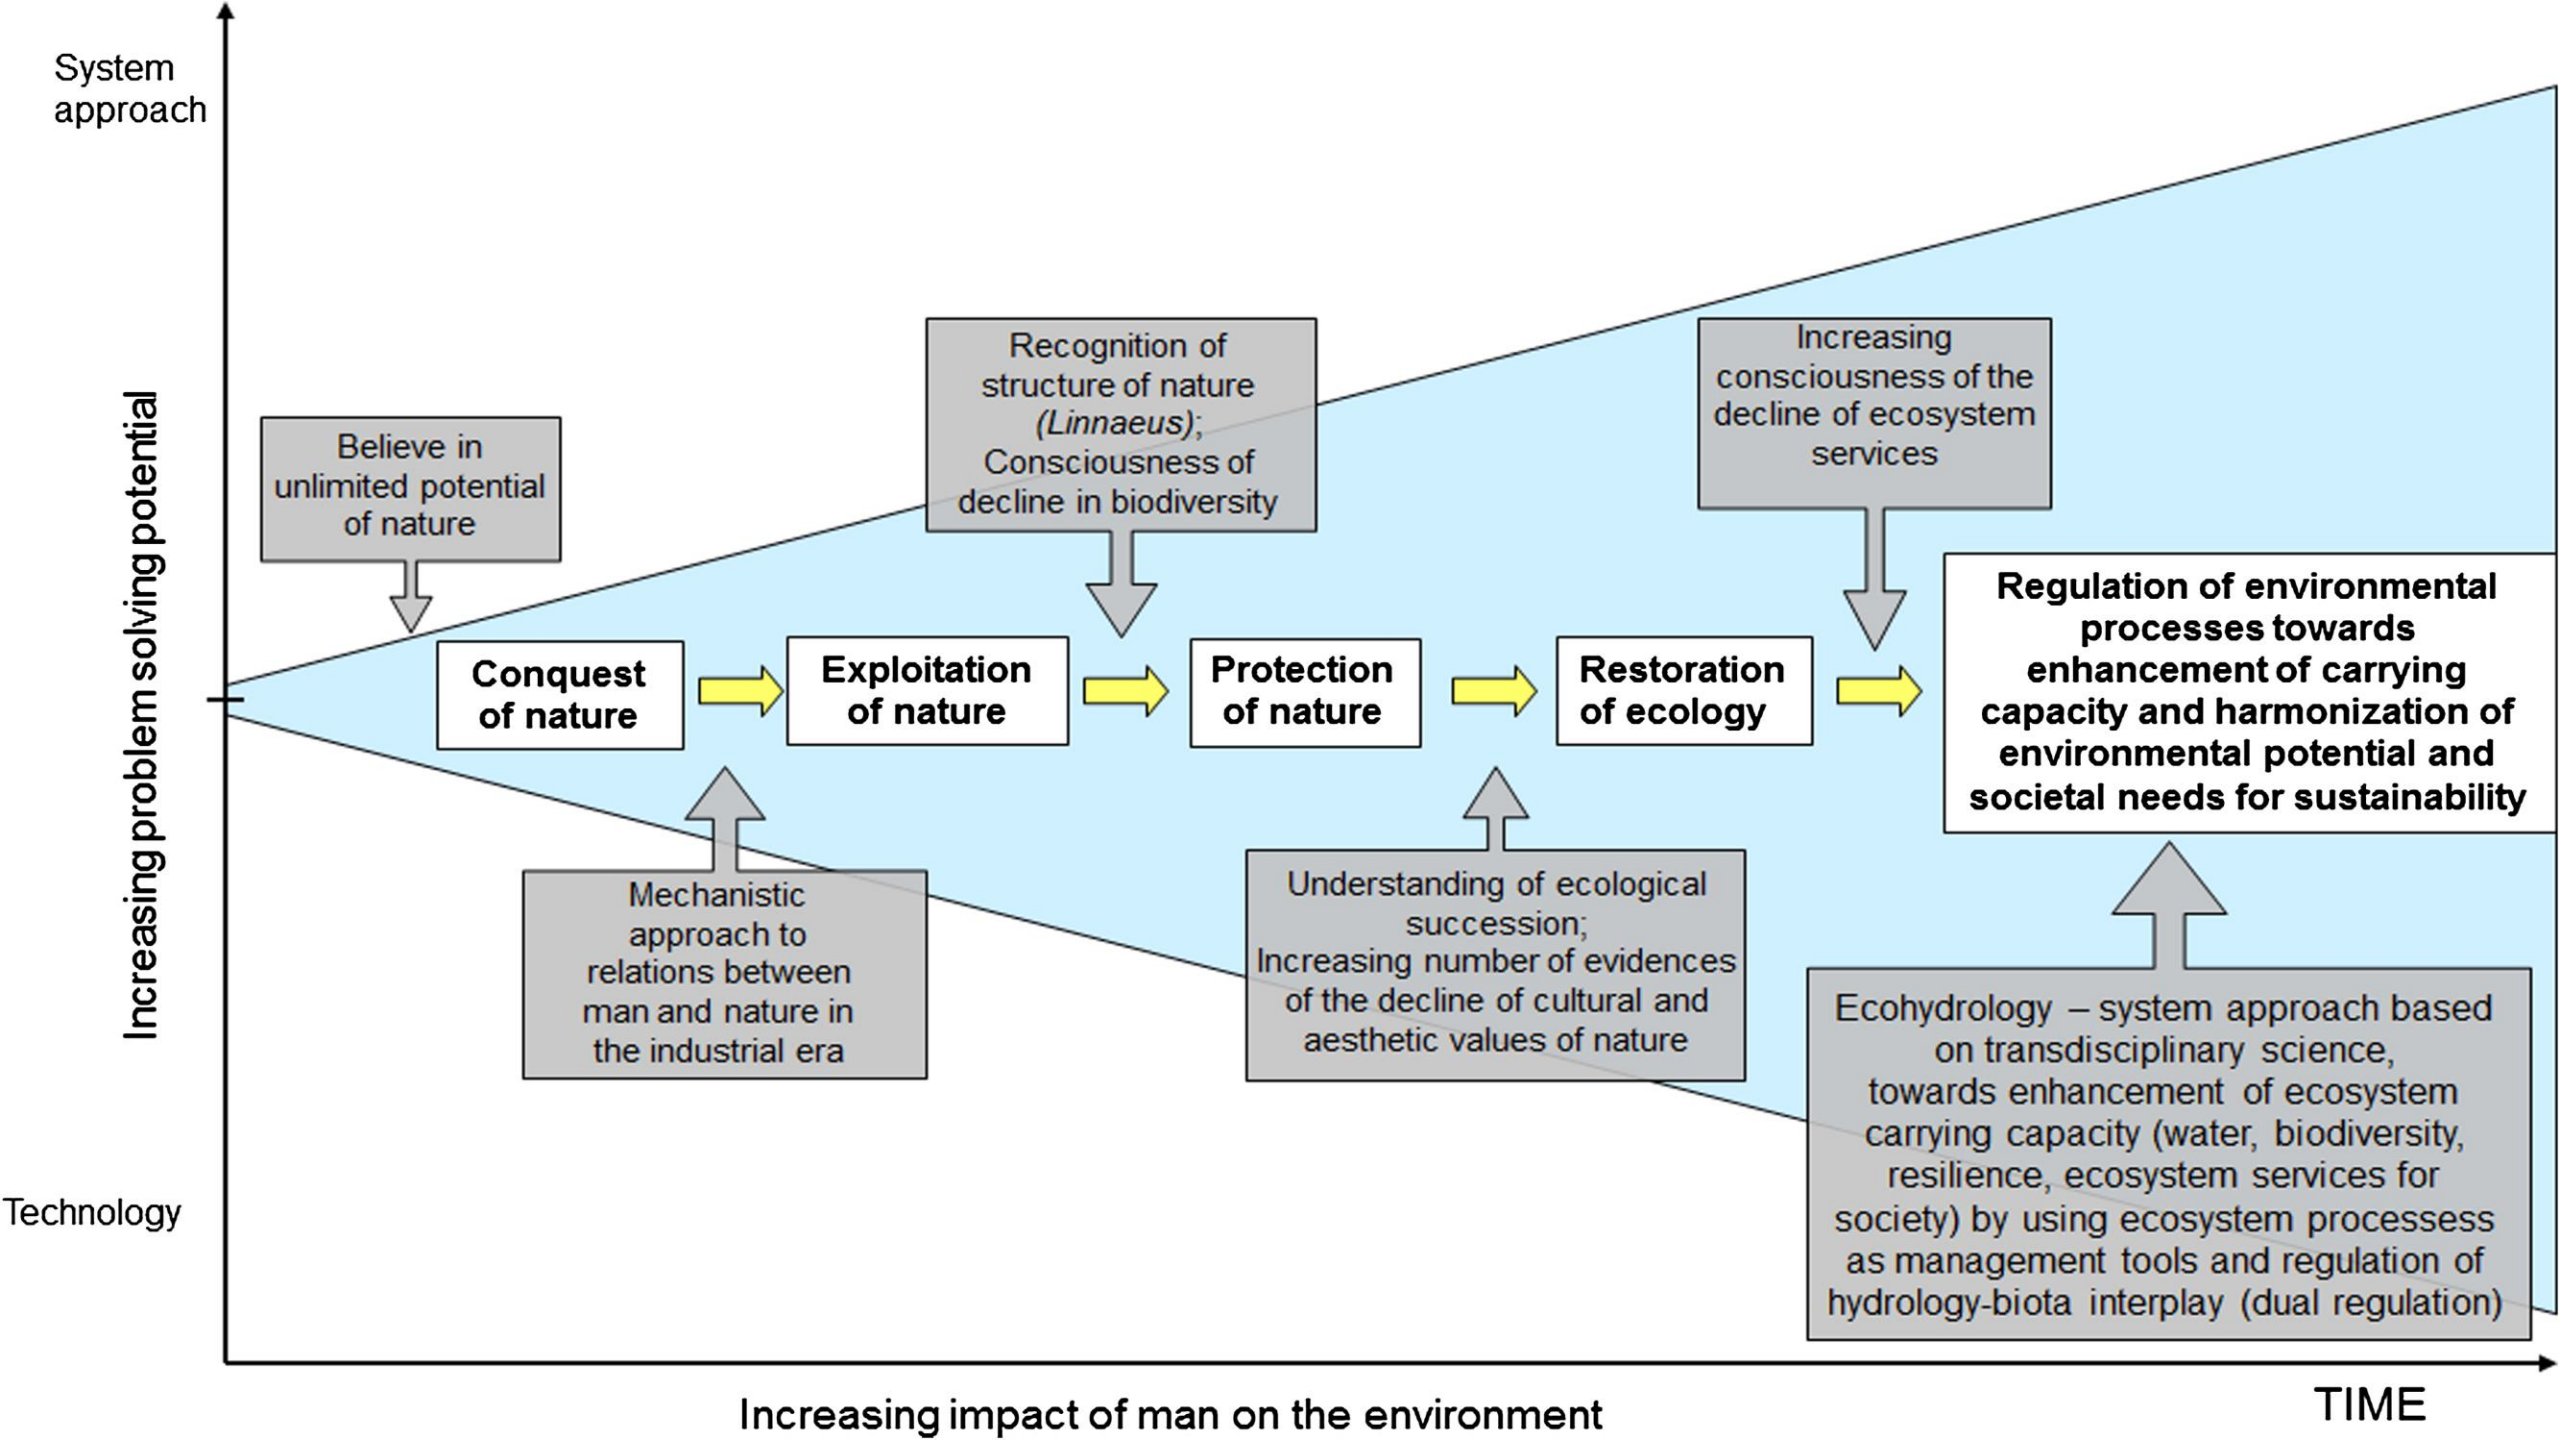 System
approach
Increasing problem solving potential
Technology
Believe in
unlimited potential
of nature
Recognition of
structure of nature
(Linnaeus);
Consciousness of
decline in biodiversity
Increasing
consciousness of the
decline of ecosystem
services
Conquest
of nature
Exploitation
of nature
Protection
of nature
Restoration
of ecology
Regulation of environmental
processes towards
enhancement of carrying
capacity and harmonization of
environmental potential and
societal needs for sustainability
Mechanistic
approach to
relations between
man and nature in
the industrial era
Understanding of ecological
succession;
Increasing number of evidences
of the decline of cultural and
aesthetic values of nature
Ecohydrology – system approach based
on transdisciplinary science,
towards enhancement of ecosystem
carrying capacity (water, biodiversity,
resilience, ecosystem services for
society) by using ecosystem processess
as management tools and regulation of
hydrology-biota interplay (dual regulation)
Increasing impact of man on the environment
TIME